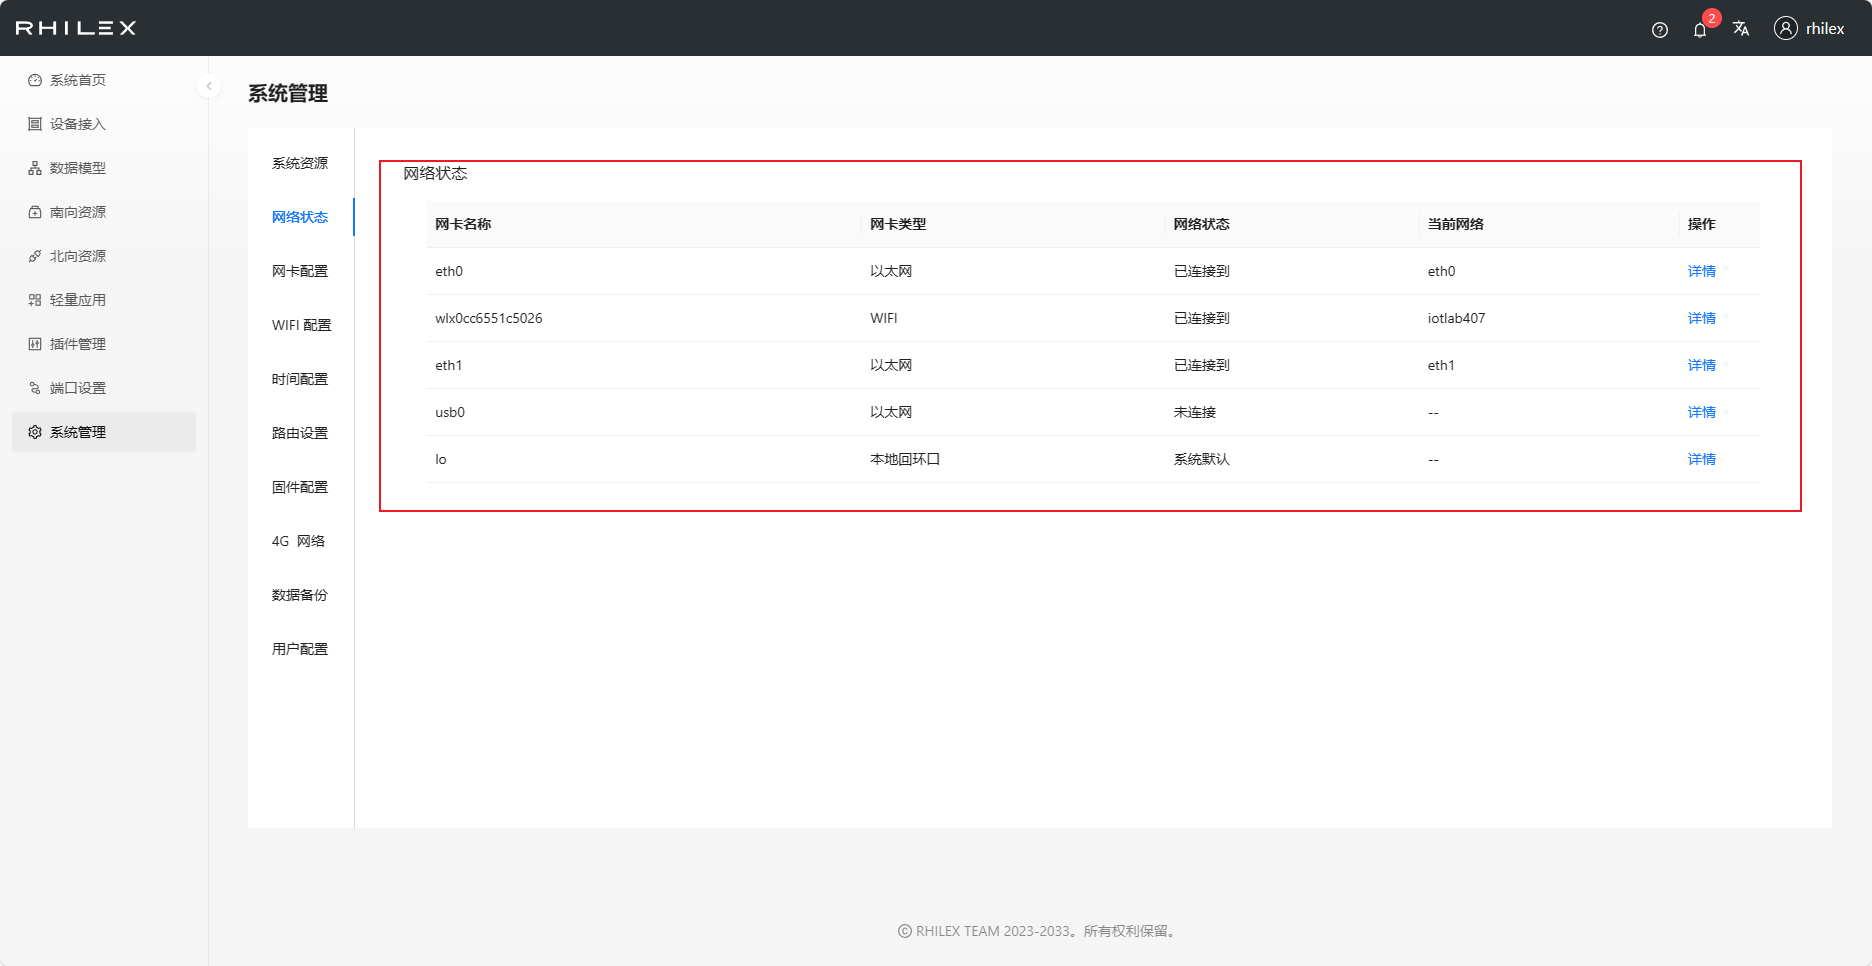 RHILEX
2
rhilex
系统首页
设备接入
数据模型
南向资源
北向资源
轻量应用
插件管理
端口设置
系统管理
系统管理
系统资源
网络状态
网卡配置
WIFI 配置
时间配置
路由设置
固件配置
4G 网络
数据备份
用户配置
网络状态
网卡名称 网卡类型 网络状态 当前网络 操作
eth0 以太网 已连接到 eth0 详情
wlx0cc6551c5026 WIFI 已连接到 iotlab407 详情
eth1 以太网 已连接到 eth1 详情
usb0 以太网 未连接 -- 详情
lo 本地回环口 系统默认 -- 详情
© RHILEX TEAM 2023-2033。所有权利保留。